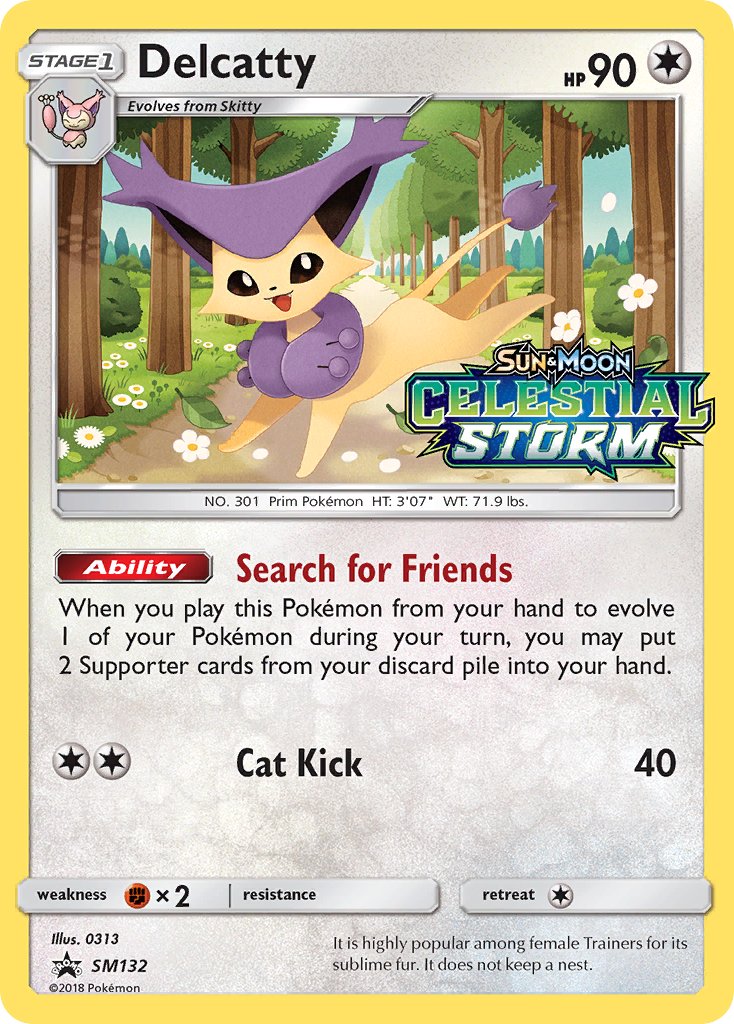 STAGE1 Delcatty HP 90
Evolves from Skitty
SUN & MOON
CELESTIAL
STORM
NO. 301 Prim Pokémon HT: 3'07" WT: 71.9 lbs.
Ability Search for Friends
When you play this Pokémon from your hand to evolve
1 of your Pokémon during your turn, you may put
2 Supporter cards from your discard pile into your hand.
Cat Kick 40
weakness × 2 resistance retreat
Illus. 0313
SM132
©2018 Pokémon
It is highly popular among female Trainers for its
sublime fur. It does not keep a nest.